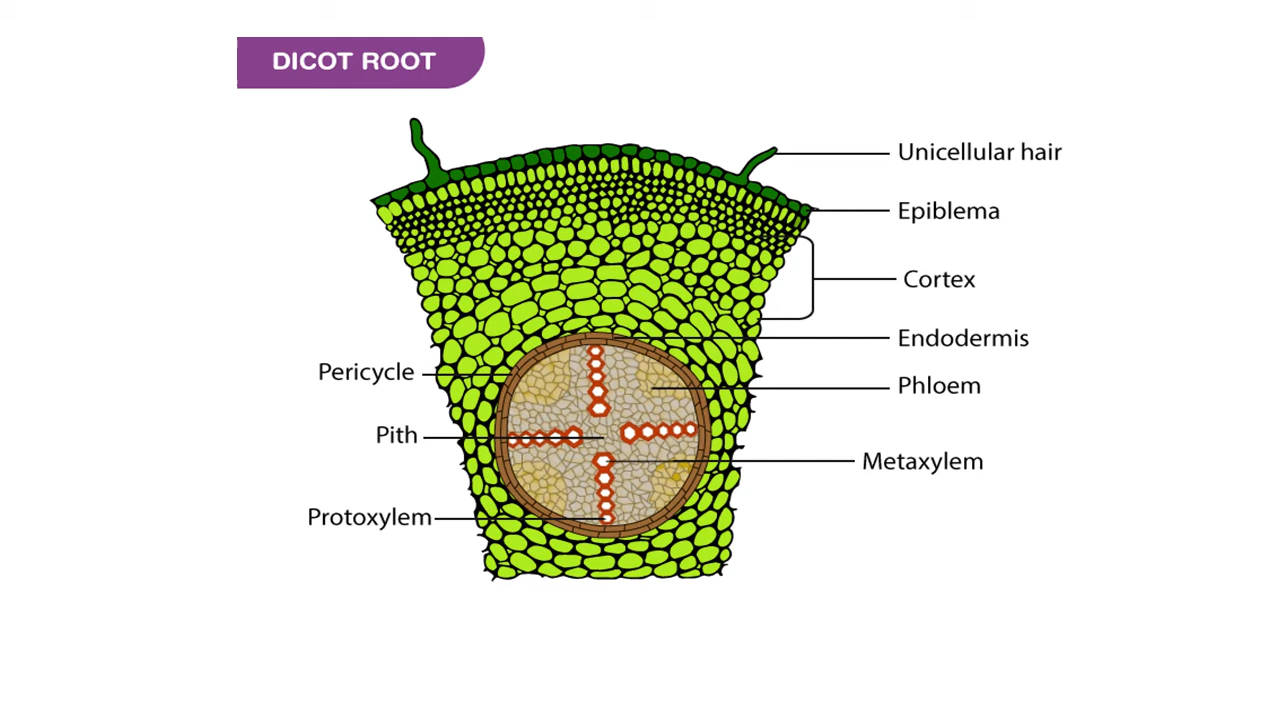 DICOT ROOT
Unicellular hair
Epiblema
Cortex
Endodermis
Pericycle
Phloem
Pith
Metaxylem
Protoxylem